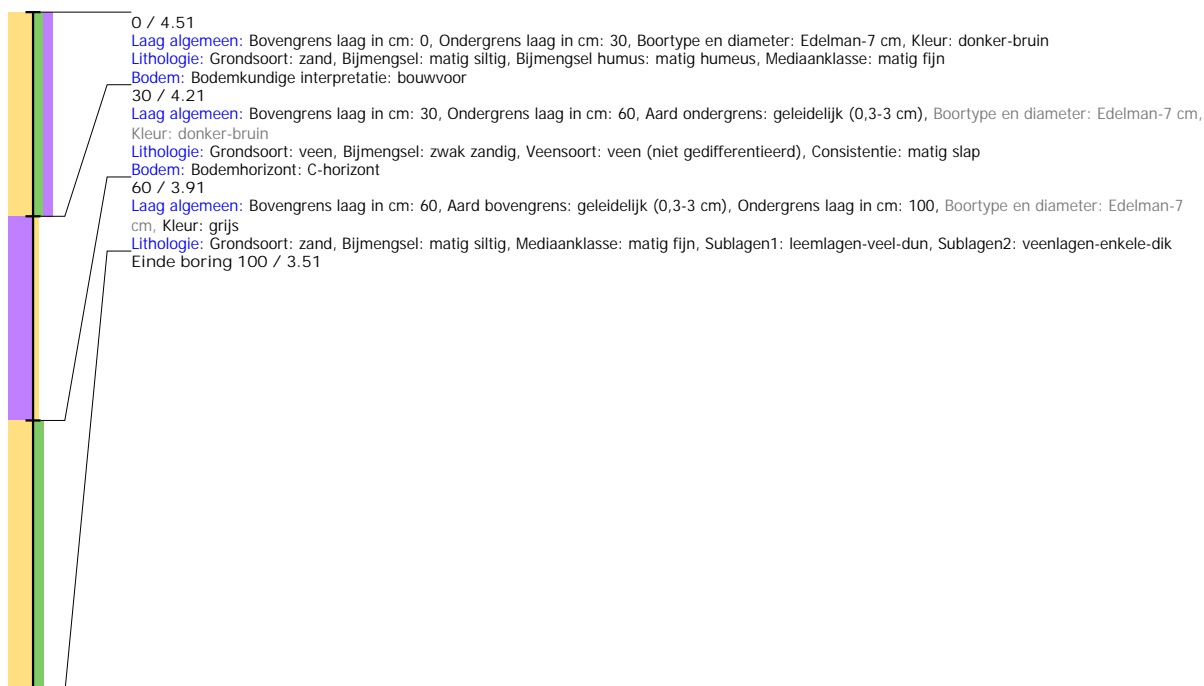 0 / 4.51
Laag algemeen: Bovengrens laag in cm: 0, Ondergrens laag in cm: 30, Boortype en diameter: Edelman-7 cm, Kleur: donker-bruin
Lithologie: Grondsoort: zand, Bijmengsel: matig siltig, Bijmengsel humus: matig humeus, Mediaanklasse: matig fijn
Bodem: Bodemkundige interpretatie: bouwvoor
30 / 4.21
Laag algemeen: Bovengrens laag in cm: 30, Ondergrens laag in cm: 60, Aard ondergrens: geleidelijk (0,3-3 cm), Boortype en diameter: Edelman-7 cm,
Kleur: donker-bruin
Lithologie: Grondsoort: veen, Bijmengsel: zwak zandig, Veensoort: veen (niet gedifferentieerd), Consistentie: matig slap
Bodem: Bodemhorizont: C-horizont
60 / 3.91
Laag algemeen: Bovengrens laag in cm: 60, Aard bovengrens: geleidelijk (0,3-3 cm), Ondergrens laag in cm: 100, Boortype en diameter: Edelman-7
cm, Kleur: grijs
Lithologie: Grondsoort: zand, Bijmengsel: matig siltig, Mediaanklasse: matig fijn, Sublagen1: leemlagen-veel-dun, Sublagen2: veenlagen-enkele-dik
Einde boring 100 / 3.51